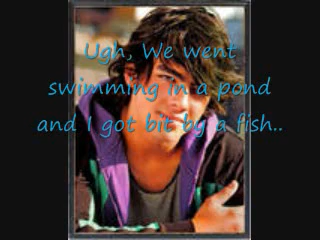 Ugh, We went
swimming in a pond
and I got bit by a fish..